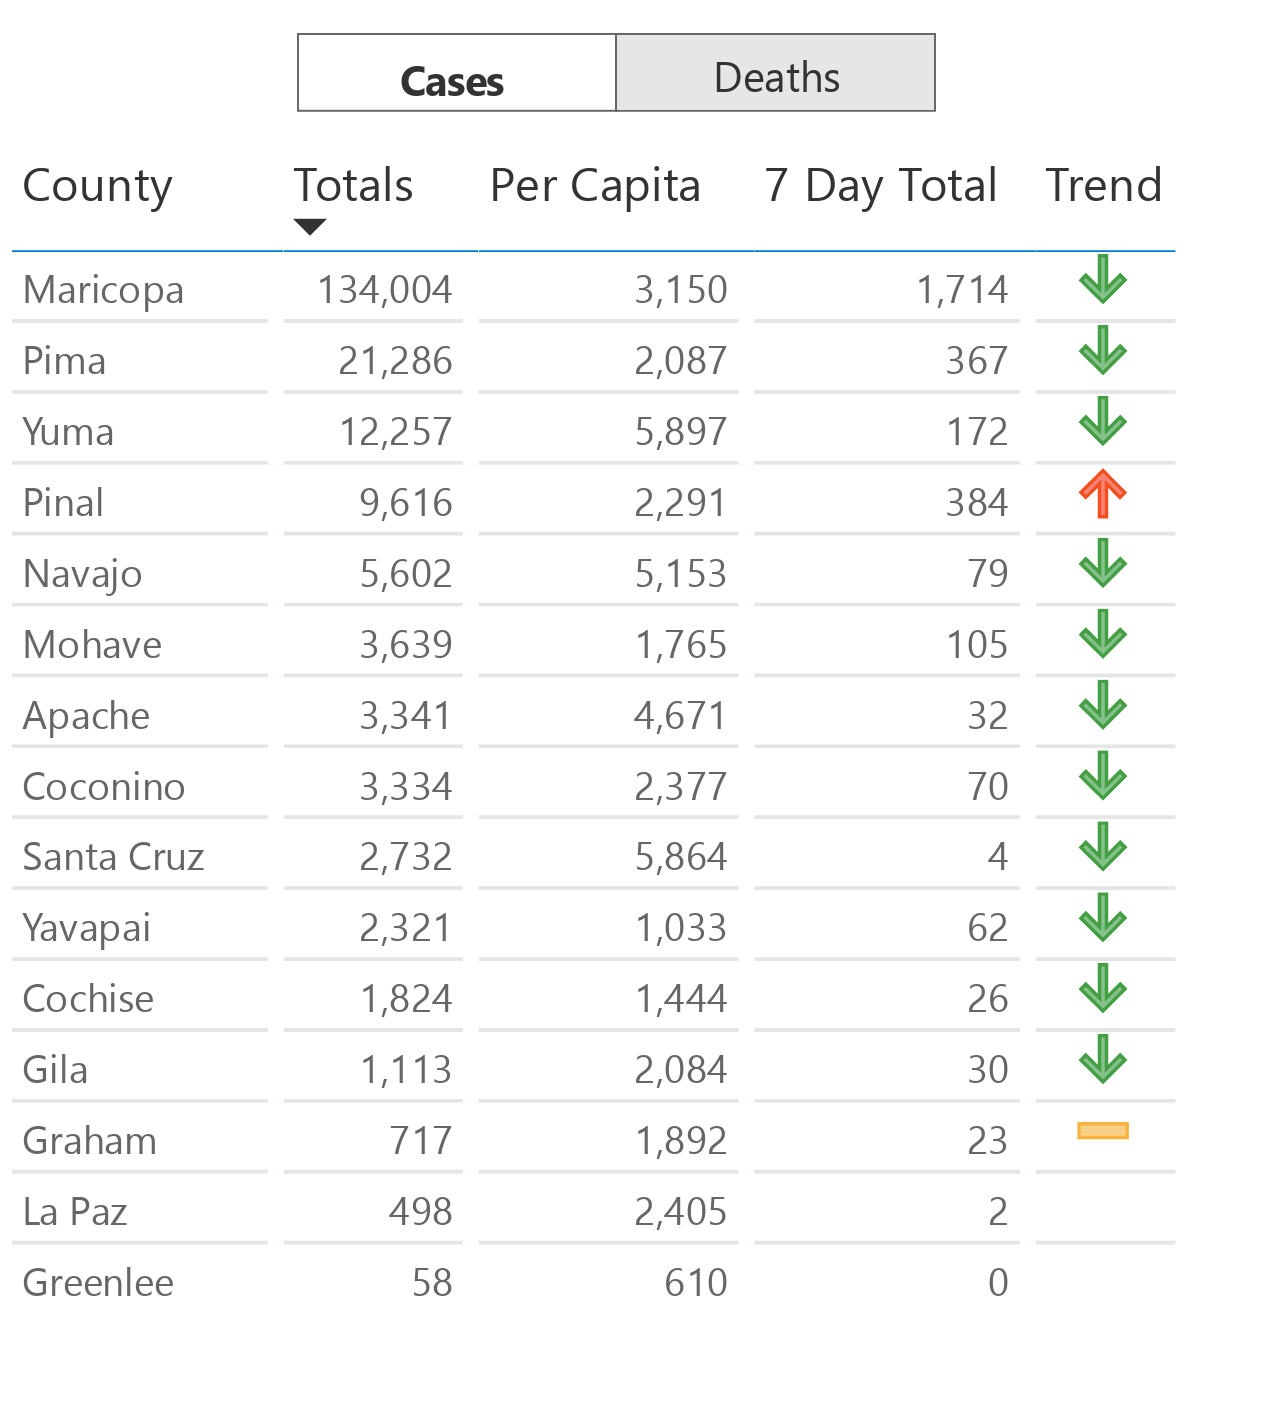 Cases Deaths
County Totals Per Capita 7 Day Total Trend
Maricopa 134,004 3,150 1,714
Pima 21,286 2,087 367
Yuma 12,257 5,897 172
Pinal 9,616 2,291 384
Navajo 5,602 5,153 79
Mohave 3,639 1,765 105
Apache 3,341 4,671 32
Coconino 3,334 2,377 70
Santa Cruz 2,732 5,864 4
Yavapai 2,321 1,033 62
Cochise 1,824 1,444 26
Gila 1,113 2,084 30
Graham 717 1,892 23
La Paz 498 2,405 2
Greenlee 58 610 0